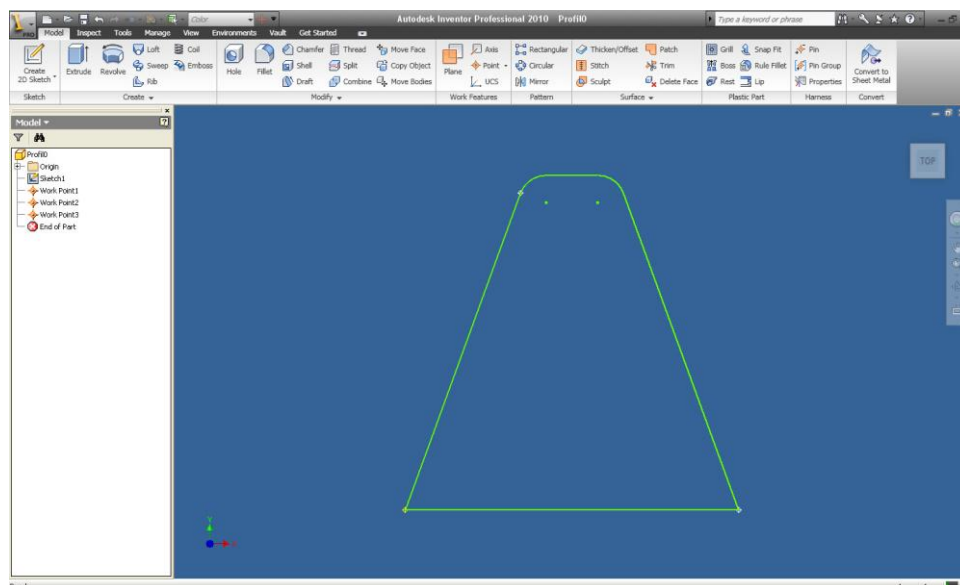 Color
Autodesk Inventor Professional 2010 Profil0
Type a keyword or phrase
PRO
Model Inspect Tools Manage View Environments Vault Get Started
Create 2D Sketch
Extrude
Revolve
Loft
Sweep
Rib
Coil
Emboss
Hole
Fillet
Chamfer
Shell
Draft
Thread
Split
Combine
Move Face
Copy Object
Move Bodies
Plane
Axis
Point
UCS
Rectangular
Circular
Mirror
Thicken/Offset
Stitch
Sculpt
Patch
Trim
Delete Face
Grill
Boss
Rest
Snap Fit
Rule Fillet
Lip
Pin
Pin Group
Properties
Convert to Sheet Metal
Sketch Create Modify Work Features Pattern Surface Plastic Part Harness Convert
Model
Profil0
Origin
Sketch1
Work Point1
Work Point2
Work Point3
End of Part
TOP